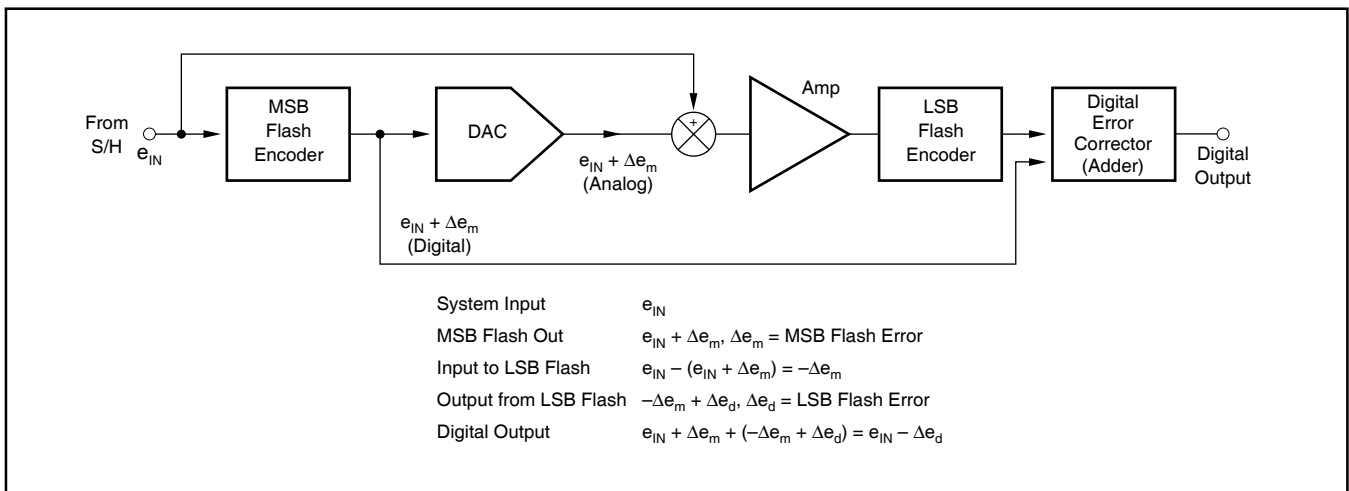 From
S/H
e_IN
MSB
Flash
Encoder
DAC
e_IN + Δe_m
(Analog)
+
Amp
LSB
Flash
Encoder
Digital
Error
Corrector
(Adder)
Digital
Output
e_IN + Δe_m
(Digital)
System Input e_IN
MSB Flash Out e_IN + Δe_m, Δe_m = MSB Flash Error
Input to LSB Flash e_IN – (e_IN + Δe_m) = –Δe_m
Output from LSB Flash –Δe_m + Δe_d, Δe_d = LSB Flash Error
Digital Output e_IN + Δe_m + (–Δe_m + Δe_d) = e_IN – Δe_d